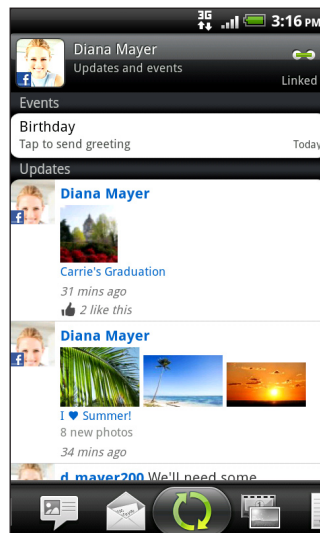 3G 3:16 PM
Diana Mayer
Updates and events
Linked
Events
Birthday
Tap to send greeting Today
Updates
f Diana Mayer
Carrie's Graduation
31 mins ago
2 like this
f Diana Mayer
I ♥ Summer!
8 new photos
34 mins ago
d_mayer200 We'll need some